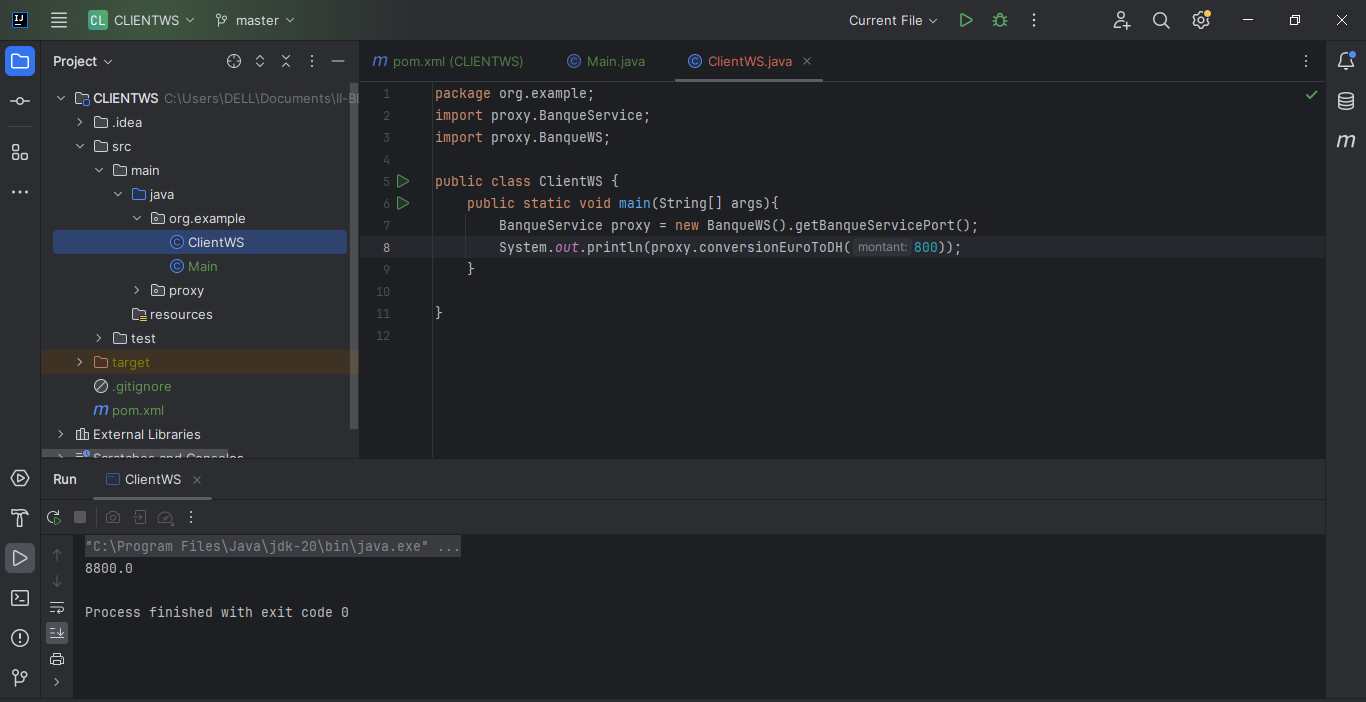 CL CLIENTWS master Current File
Project
pom.xml (CLIENTWS) Main.java ClientWS.java
CLIENTWS C:\Users\DELL\Documents\II-B
.idea
src
main
java
org.example
ClientWS
Main
proxy
resources
test
target
.gitignore
m pom.xml
External Libraries
Scratches and Consoles
1 package org.example;
2 import proxy.BanqueService;
3 import proxy.BanqueWS;
4
5 public class ClientWS {
6 public static void main(String[] args){
7 BanqueService proxy = new BanqueWS().getBanqueServicePort();
8 System.out.println(proxy.conversionEuroToDH( montant: 800));
9 }
10
11 }
12
Run ClientWS
"C:\Program Files\Java\jdk-20\bin\java.exe" ...
8800.0
Process finished with exit code 0